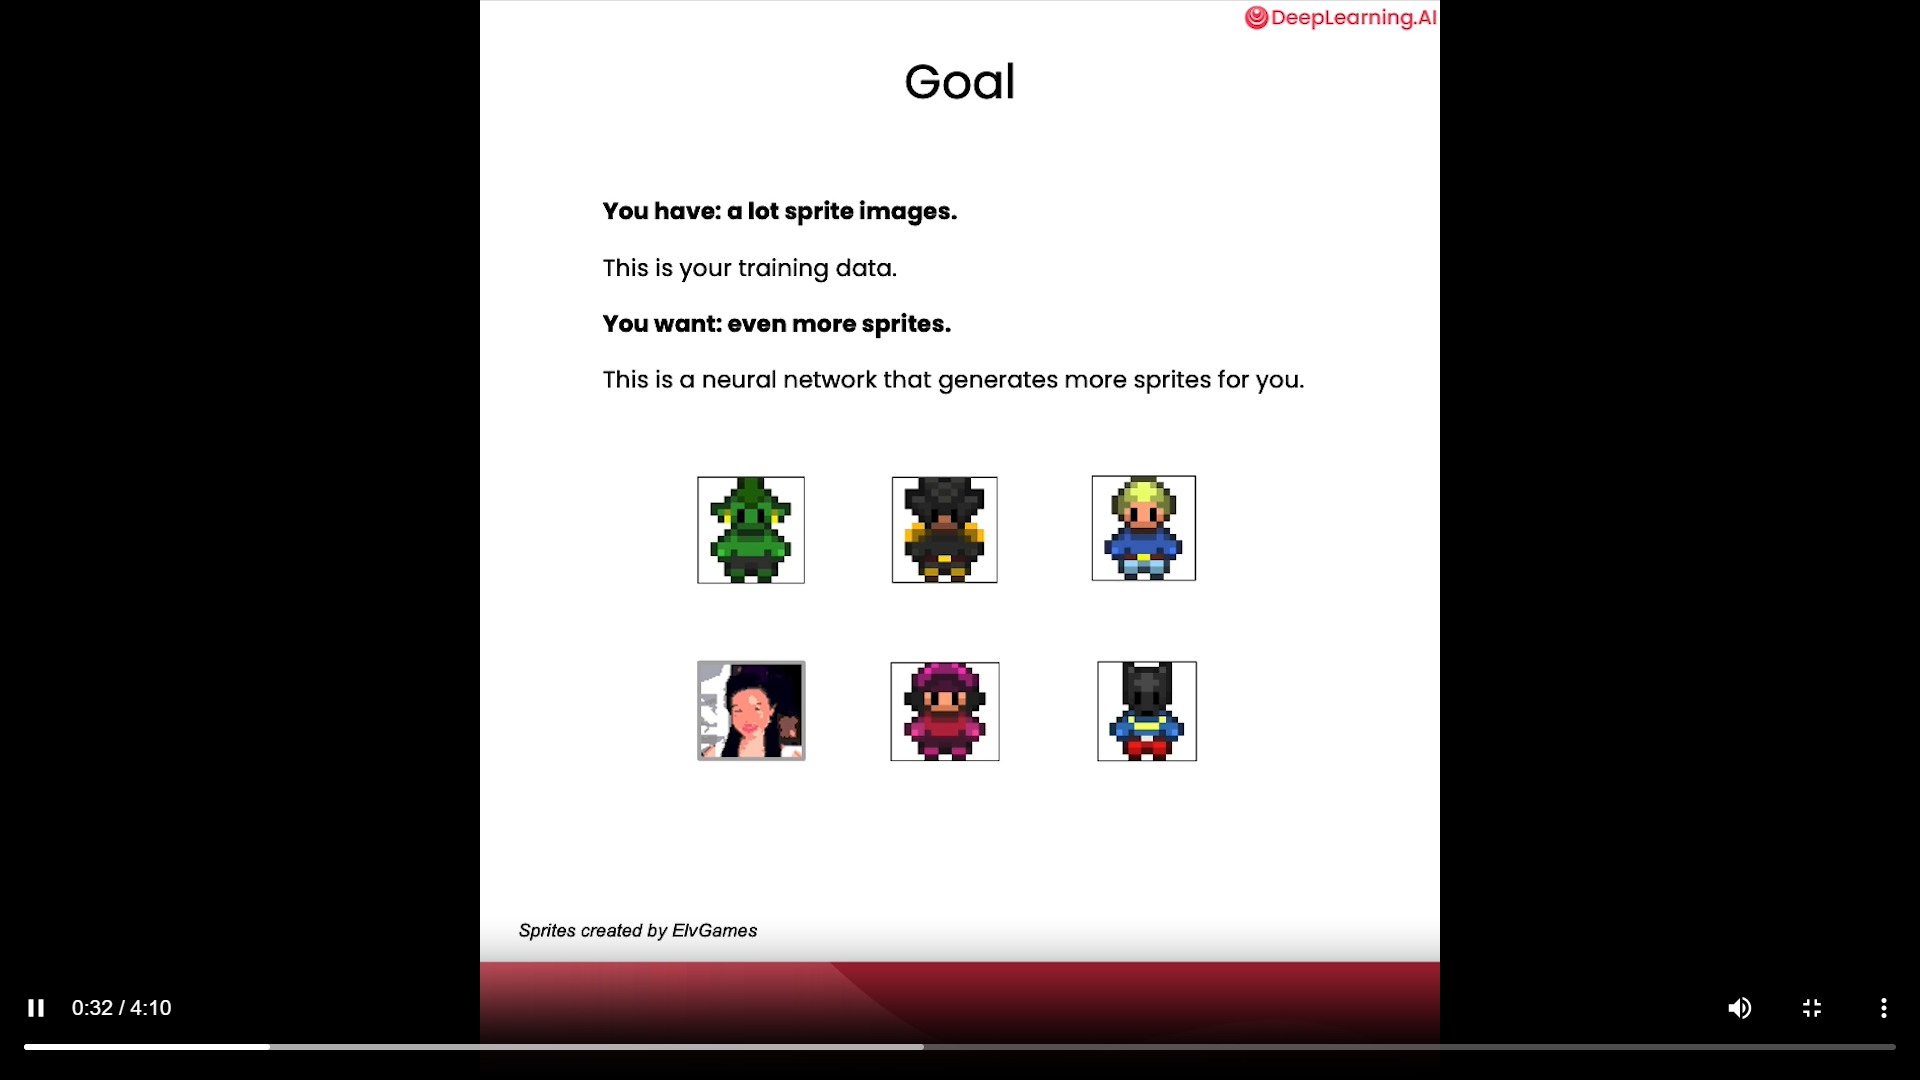 DeepLearning.AI
Goal
You have: a lot sprite images.
This is your training data.
You want: even more sprites.
This is a neural network that generates more sprites for you.
Sprites created by ElvGames
0:32 / 4:10